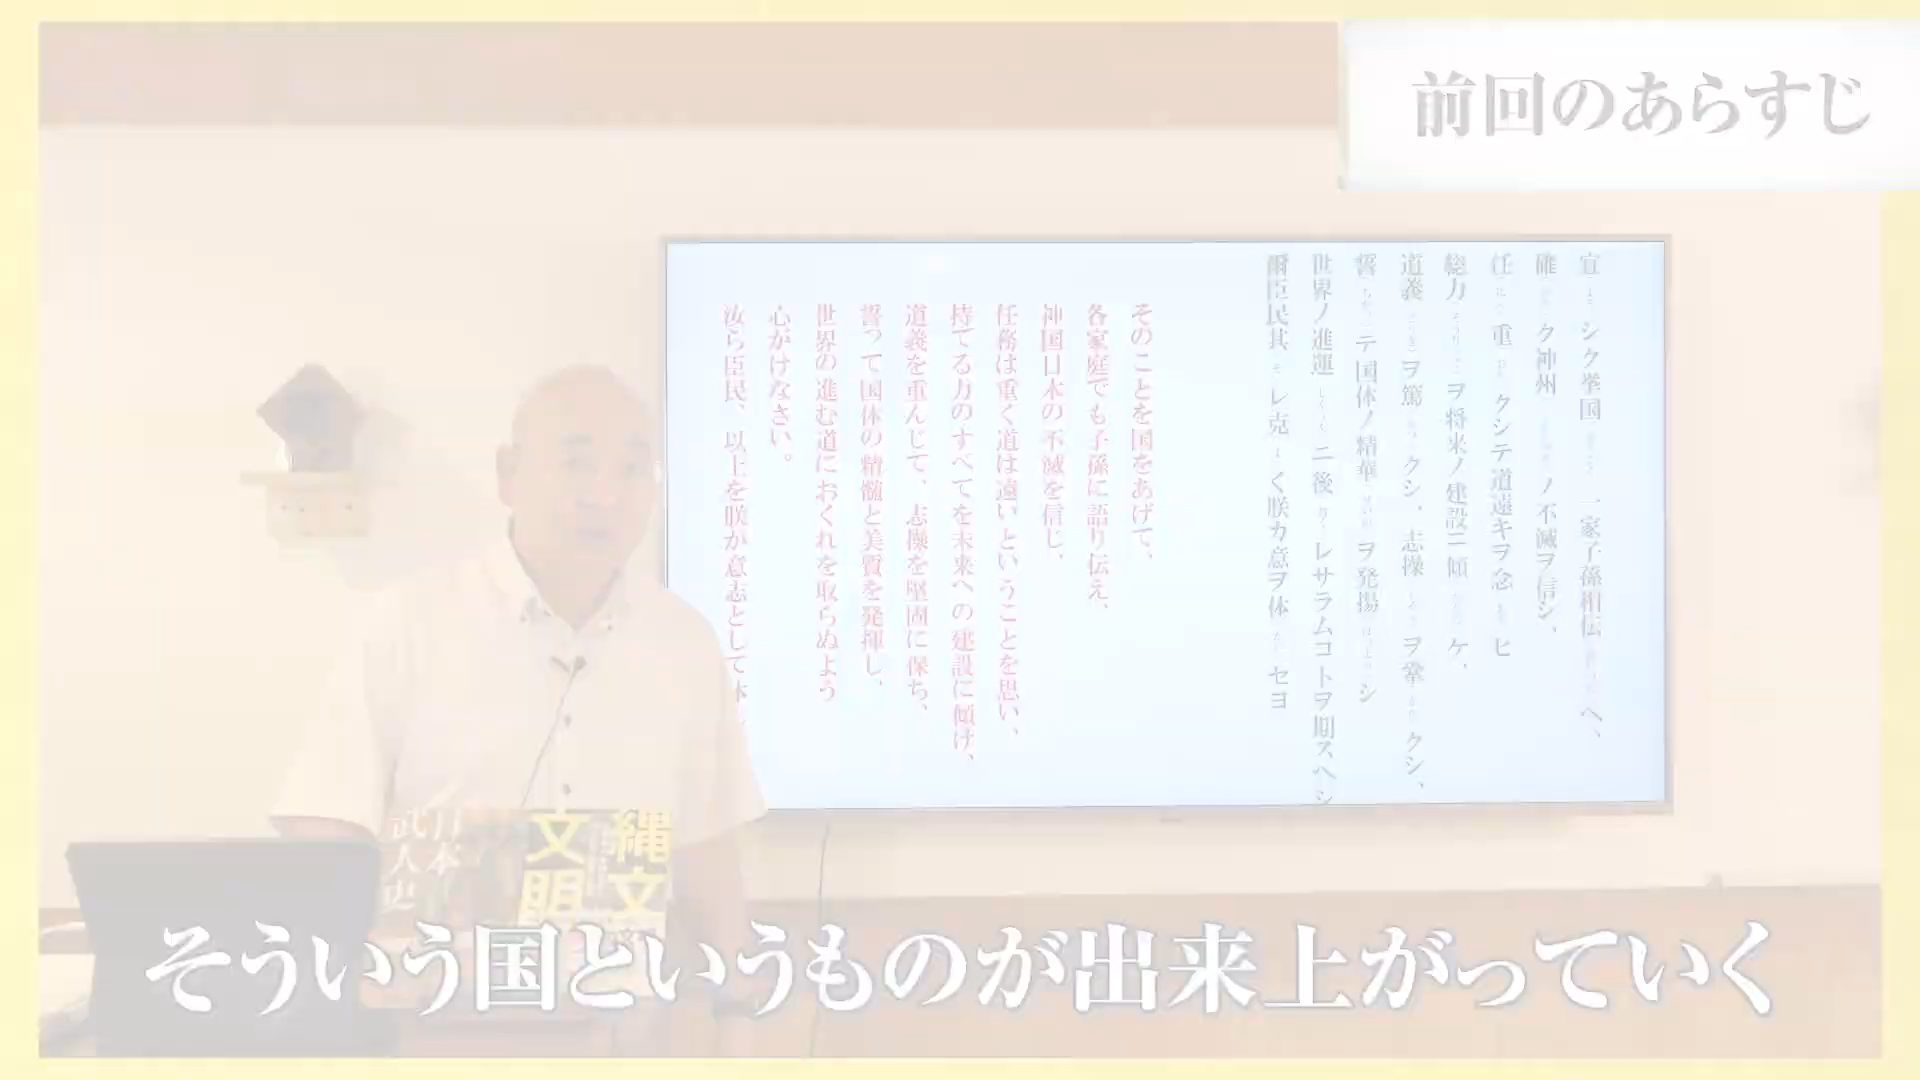 前回のあらすじ
宣シク挙国一家子孫相伝ヘ、
確ク神州ノ不滅ヲ信シ、
任重クシテ道遠キヲ念ヒ
総力ヲ将来ノ建設ニ傾ケ、
道義ヲ篤クシ、志操ヲ鞏クシ、
誓テ国体ノ精華ヲ発揚シ
世界ノ進運ニ後レサラムコトヲ期スヘシ
爾臣民其レ克く朕カ意ヲ体セヨ
そのことを国をあげて、
各家庭でも子孫に語り伝え、
神国日本の不滅を信じ、
任務は重く道は遠いということを思い、
持てる力のすべてを未来への建設に傾け、
道義を重んじて、志操を堅固に保ち、
誓って国体の精髄と美質を発揮し、
世界の進む道におくれを取らぬよう
心がけなさい。
汝ら臣民、以上を朕が意志として体
縄文
文明
日本
武人史
そういう国というものが出来上がっていく